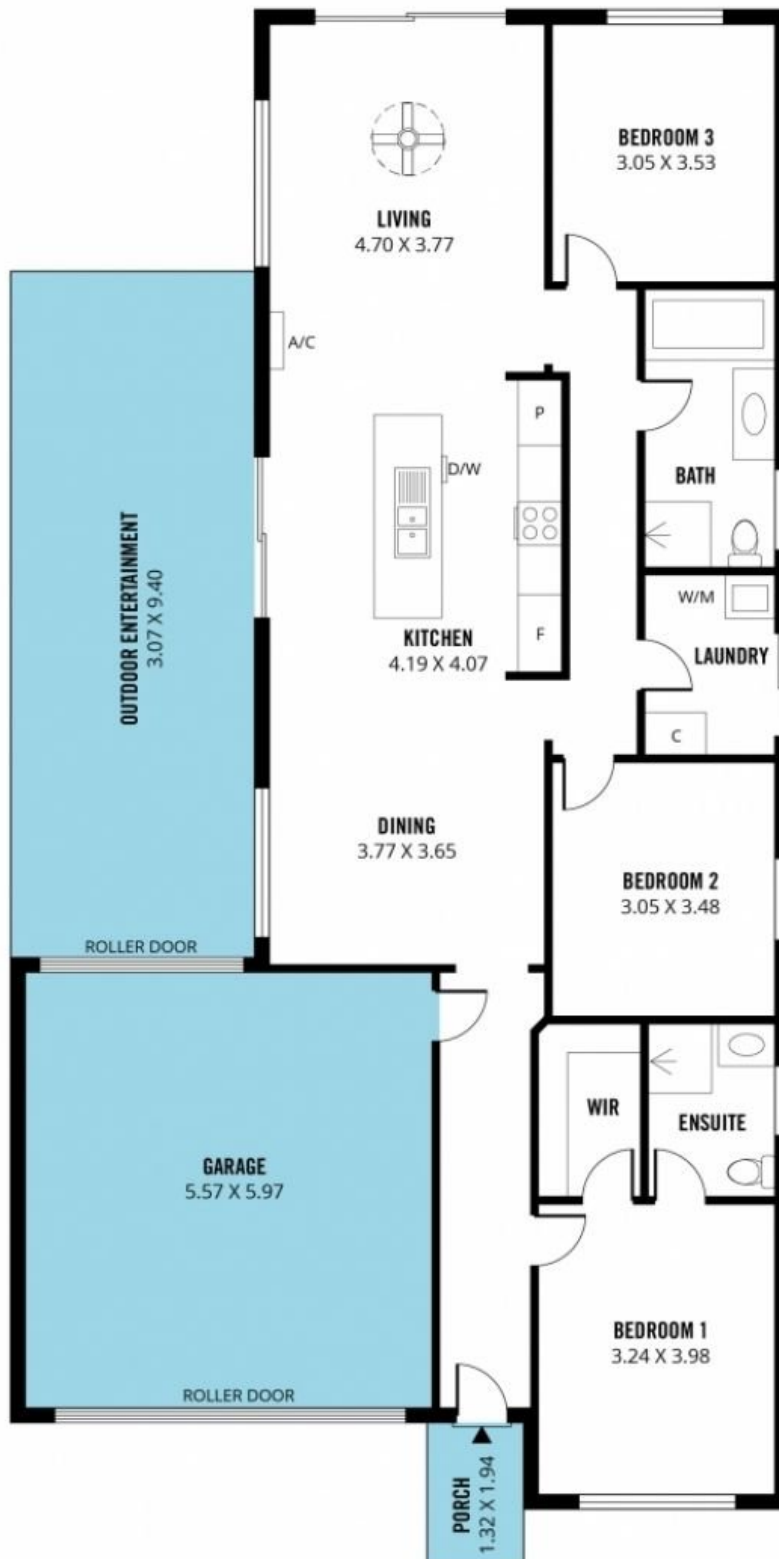 BEDROOM 3
3.05 X 3.53
LIVING
4.70 X 3.77
A/C
P
D/W
BATH
OUTDOOR ENTERTAINMENT
3.07 X 9.40
W/M
KITCHEN
4.19 X 4.07
F
LAUNDRY
C
DINING
3.77 X 3.65
BEDROOM 2
3.05 X 3.48
ROLLER DOOR
WIR
ENSUITE
GARAGE
5.57 X 5.97
BEDROOM 1
3.24 X 3.98
ROLLER DOOR
PORCH
1.32 X 1.94